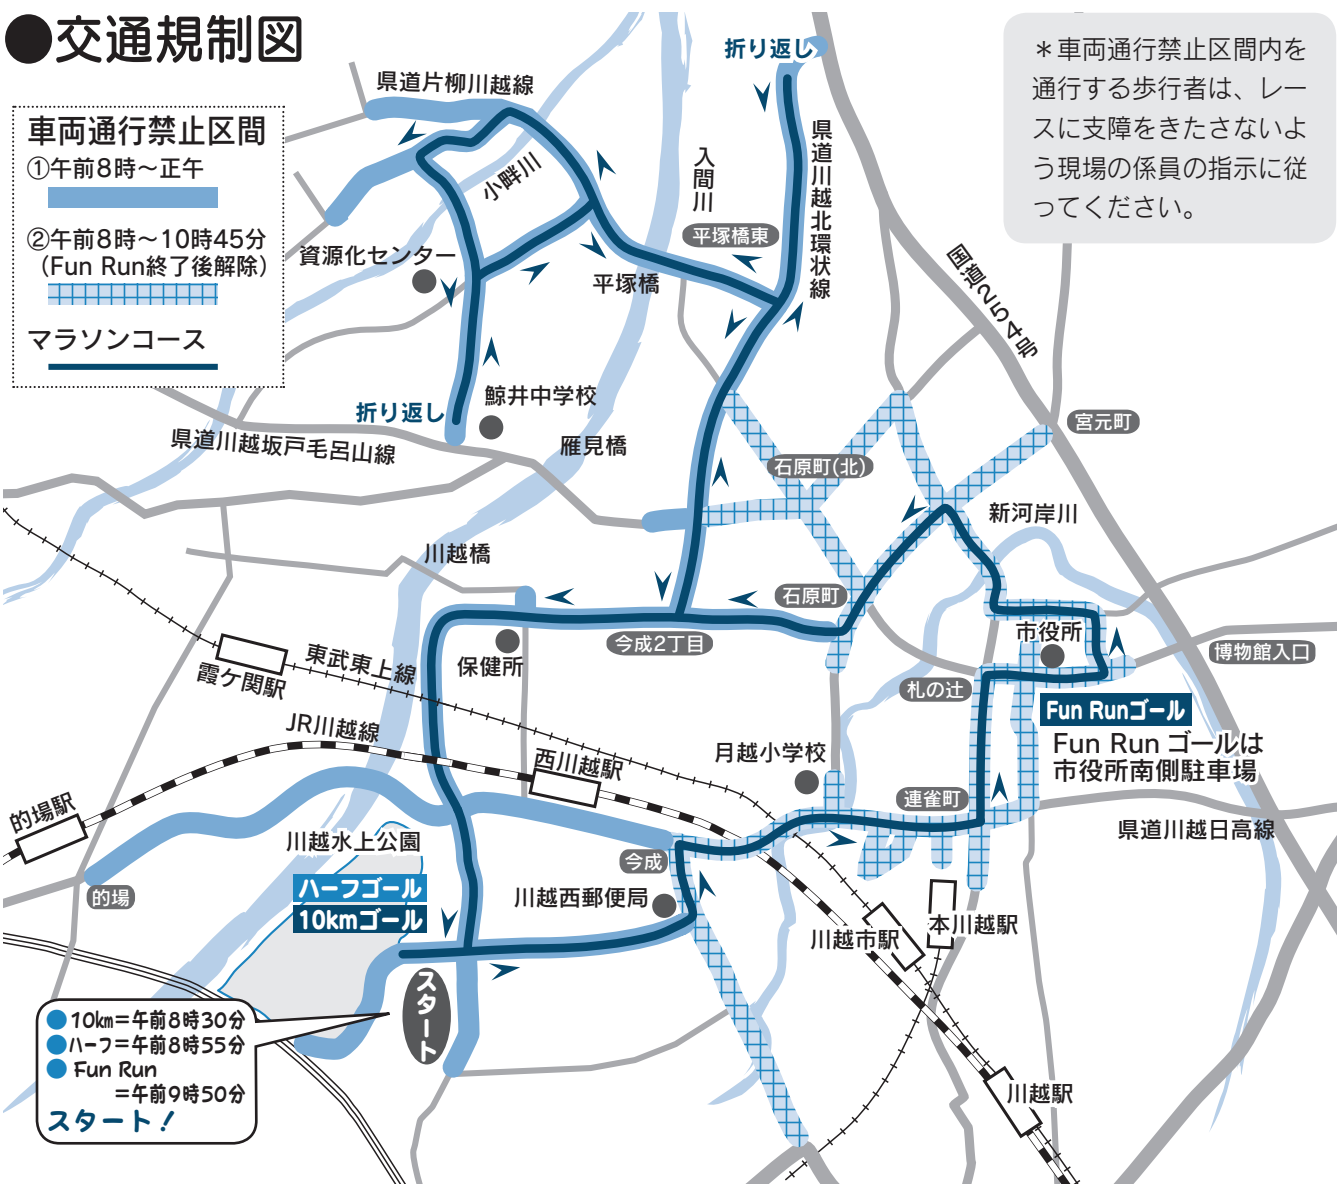 ●交通規制図
＊車両通行禁止区間内を
通行する歩行者は、レー
スに支障をきたさないよ
う現場の係員の指示に従
ってください。
車両通行禁止区間
①午前8時～正午
②午前8時～10時45分
（Fun Run終了後解除）
マラソンコース
折り返し
県道片柳川越線
小畔川
入間川
県道川越北環状線
平塚橋東
国道254号
資源化センター
平塚橋
折り返し
鯨井中学校
県道川越坂戸毛呂山線
雁見橋
宮元町
石原町(北)
新河岸川
川越橋
石原町
今成2丁目
市役所
博物館入口
保健所
東武東上線
霞ケ関駅
札の辻
JR川越線
Fun Runゴール
Fun Run ゴールは
市役所南側駐車場
西川越駅
月越小学校
連雀町
的場駅
県道川越日高線
川越水上公園
今成
的場
ハーフゴール
10kmゴール
川越西郵便局
川越市駅
本川越駅
スタート
●10km＝午前8時30分
●ハーフ＝午前8時55分
●Fun Run
＝午前9時50分
スタート！
川越駅